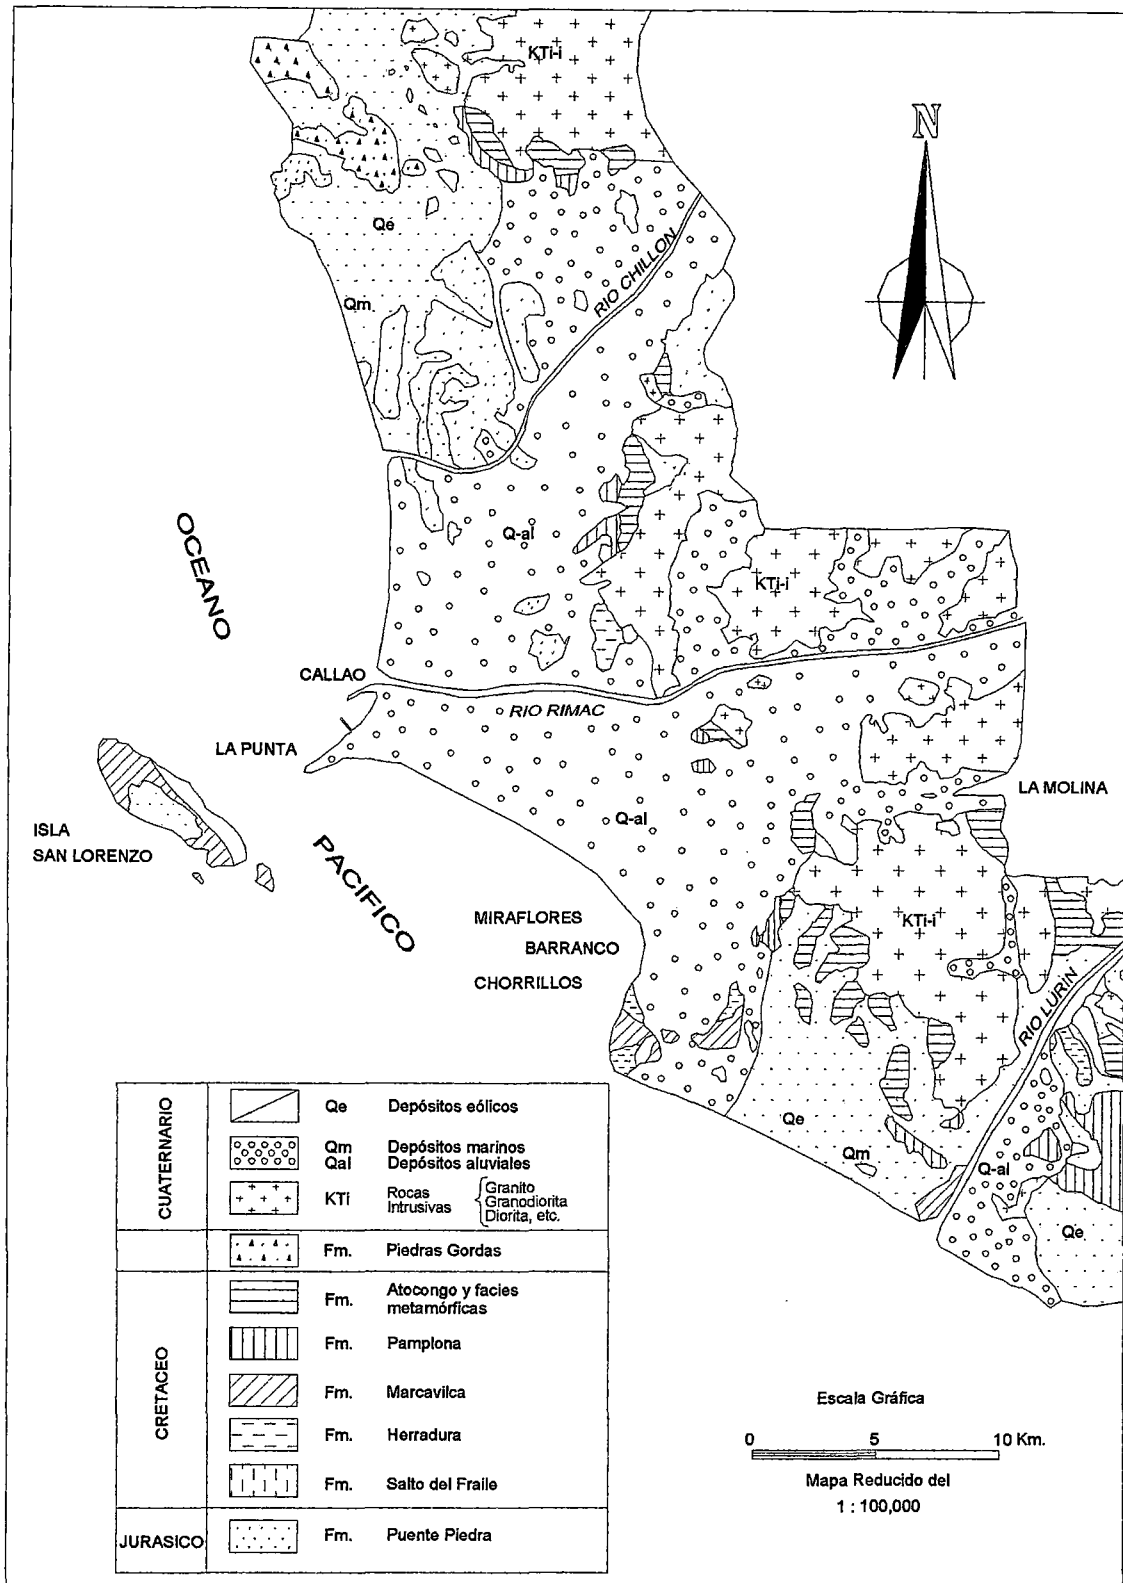 KTi-i
N
Qe
RIO CHILLON
Qm
OCEANO
Q-al
KTi-i
CALLAO
RIO RIMAC
LA PUNTA
LA MOLINA
ISLA
SAN LORENZO
PACIFICO
Q-al
MIRAFLORES
BARRANCO
CHORRILLOS
KTi-i
RIO LURIN
Qe
Qm
Q-al
Qe
CUATERNARIO
Qe Depósitos eólicos
Qm Depósitos marinos
Qal Depósitos aluviales
KTi Rocas Intrusivas { Granito
Granodiorita
Diorita, etc.
Fm. Piedras Gordas
CRETACEO
Fm. Atocongo y facies
metamórficas
Fm. Pamplona
Fm. Marcavilca
Fm. Herradura
Fm. Salto del Fraile
JURASICO
Fm. Puente Piedra
Escala Gráfica
0 5 10 Km.
Mapa Reducido del
1 : 100,000